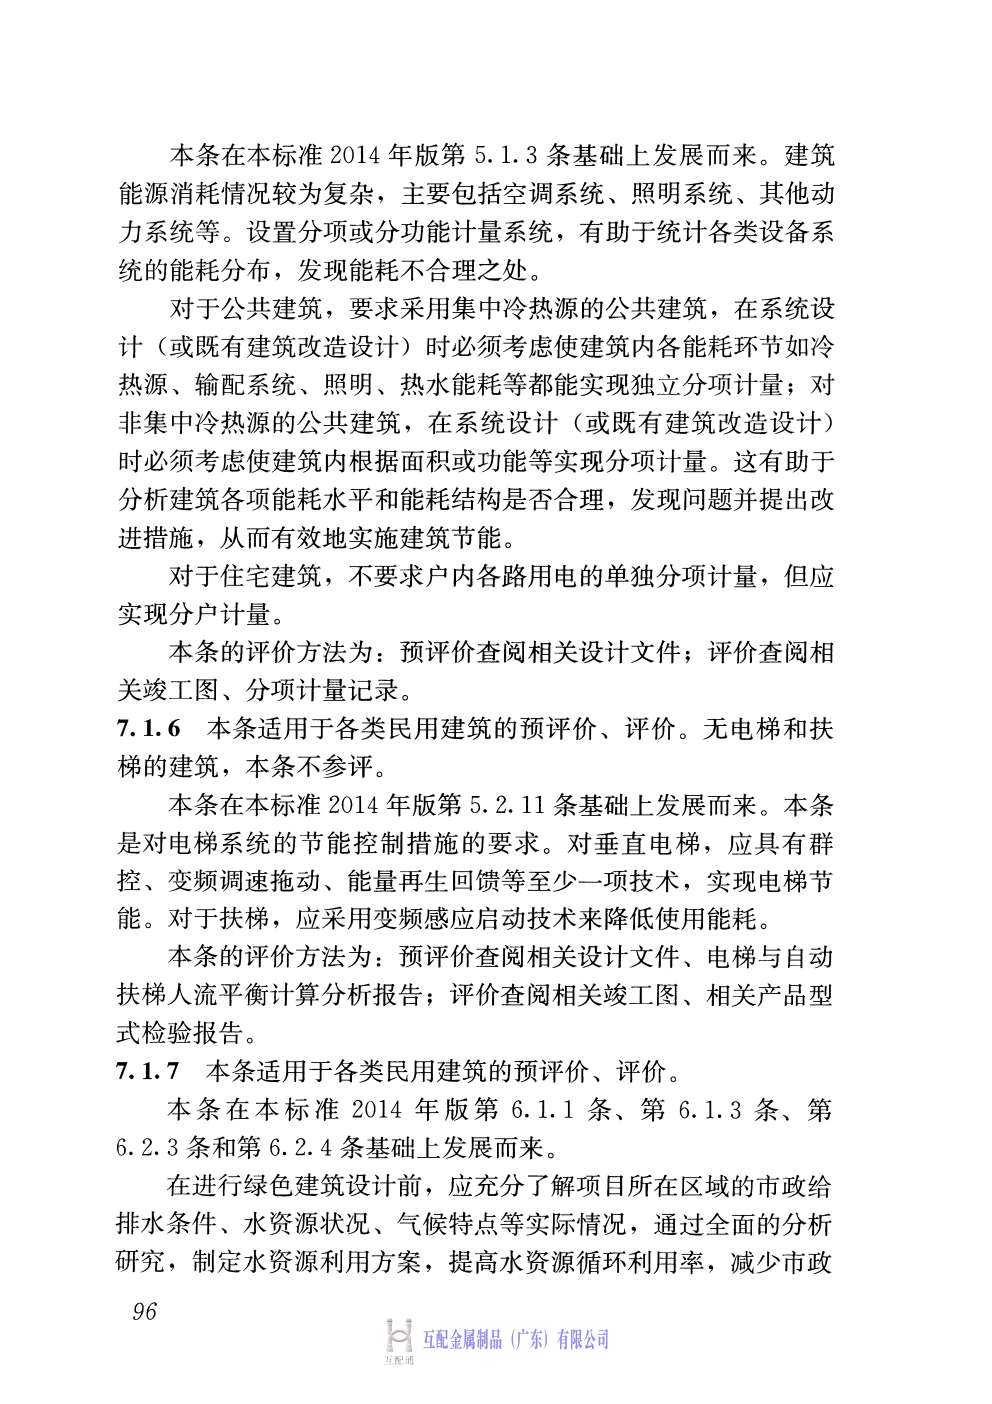 本条在本标准 2014 年版第 5.1.3 条基础上发展而来。建筑
能源消耗情况较为复杂，主要包括空调系统、照明系统、其他动
力系统等。设置分项或分功能计量系统，有助于统计各类设备系
统的能耗分布，发现能耗不合理之处。
对于公共建筑，要求采用集中冷热源的公共建筑，在系统设
计（或既有建筑改造设计）时必须考虑使建筑内各能耗环节如冷
热源、输配系统、照明、热水能耗等都能实现独立分项计量；对
非集中冷热源的公共建筑，在系统设计（或既有建筑改造设计）
时必须考虑使建筑内根据面积或功能等实现分项计量。这有助于
分析建筑各项能耗水平和能耗结构是否合理，发现问题并提出改
进措施，从而有效地实施建筑节能。
对于住宅建筑，不要求户内各路用电的单独分项计量，但应
实现分户计量。
本条的评价方法为：预评价查阅相关设计文件；评价查阅相
关竣工图、分项计量记录。
7.1.6 本条适用于各类民用建筑的预评价、评价。无电梯和扶
梯的建筑，本条不参评。
本条在本标准 2014 年版第 5.2.11 条基础上发展而来。本条
是对电梯系统的节能控制措施的要求。对垂直电梯，应具有群
控、变频调速拖动、能量再生回馈等至少一项技术，实现电梯节
能。对于扶梯，应采用变频感应启动技术来降低使用能耗。
本条的评价方法为：预评价查阅相关设计文件、电梯与自动
扶梯人流平衡计算分析报告；评价查阅相关竣工图、相关产品型
式检验报告。
7.1.7 本条适用于各类民用建筑的预评价、评价。
本条在本标准 2014 年版第 6.1.1 条、第 6.1.3 条、第
6.2.3 条和第 6.2.4 条基础上发展而来。
在进行绿色建筑设计前，应充分了解项目所在区域的市政给
排水条件、水资源状况、气候特点等实际情况，通过全面的分析
研究，制定水资源利用方案，提高水资源循环利用率，减少市政
96
互配金属制品（广东）有限公司
互配通